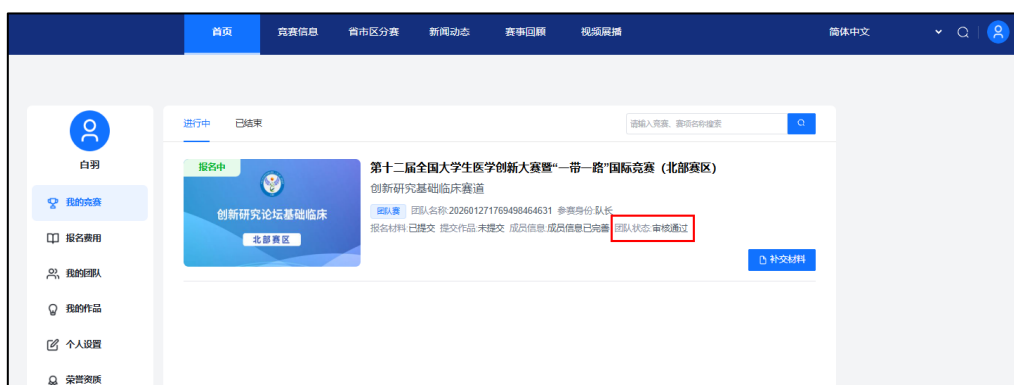 首页 竞赛信息 省市区分赛 新闻动态 赛事回顾 视频展播 简体中文
进行中 已结束 请输入竞赛、赛项名称搜索
白羽
我的竞赛
报名费用
我的团队
我的作品
个人设置
荣誉资质
报名中
创新研究论坛基础临床
北部赛区
第十二届全国大学生医学创新大赛暨“一带一路”国际竞赛（北部赛区）
创新研究基础临床赛道
团队赛 团队名称:202601271769498464631 参赛身份:队长
报名材料:已提交 提交作品:未提交 成员信息:成员信息已完善 团队状态:审核通过
补交材料